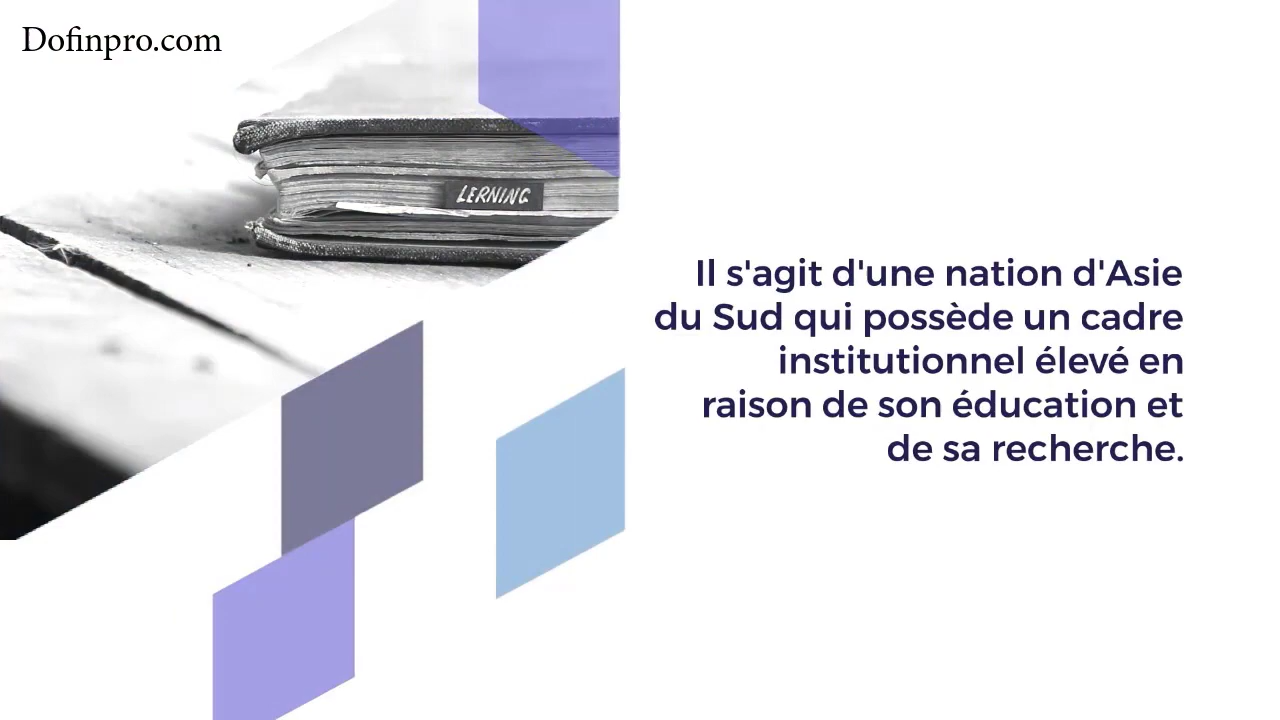 Dofinpro.com
LERNING
Il s'agit d'une nation d'Asie
du Sud qui possède un cadre
institutionnel élevé en
raison de son éducation et
de sa recherche.